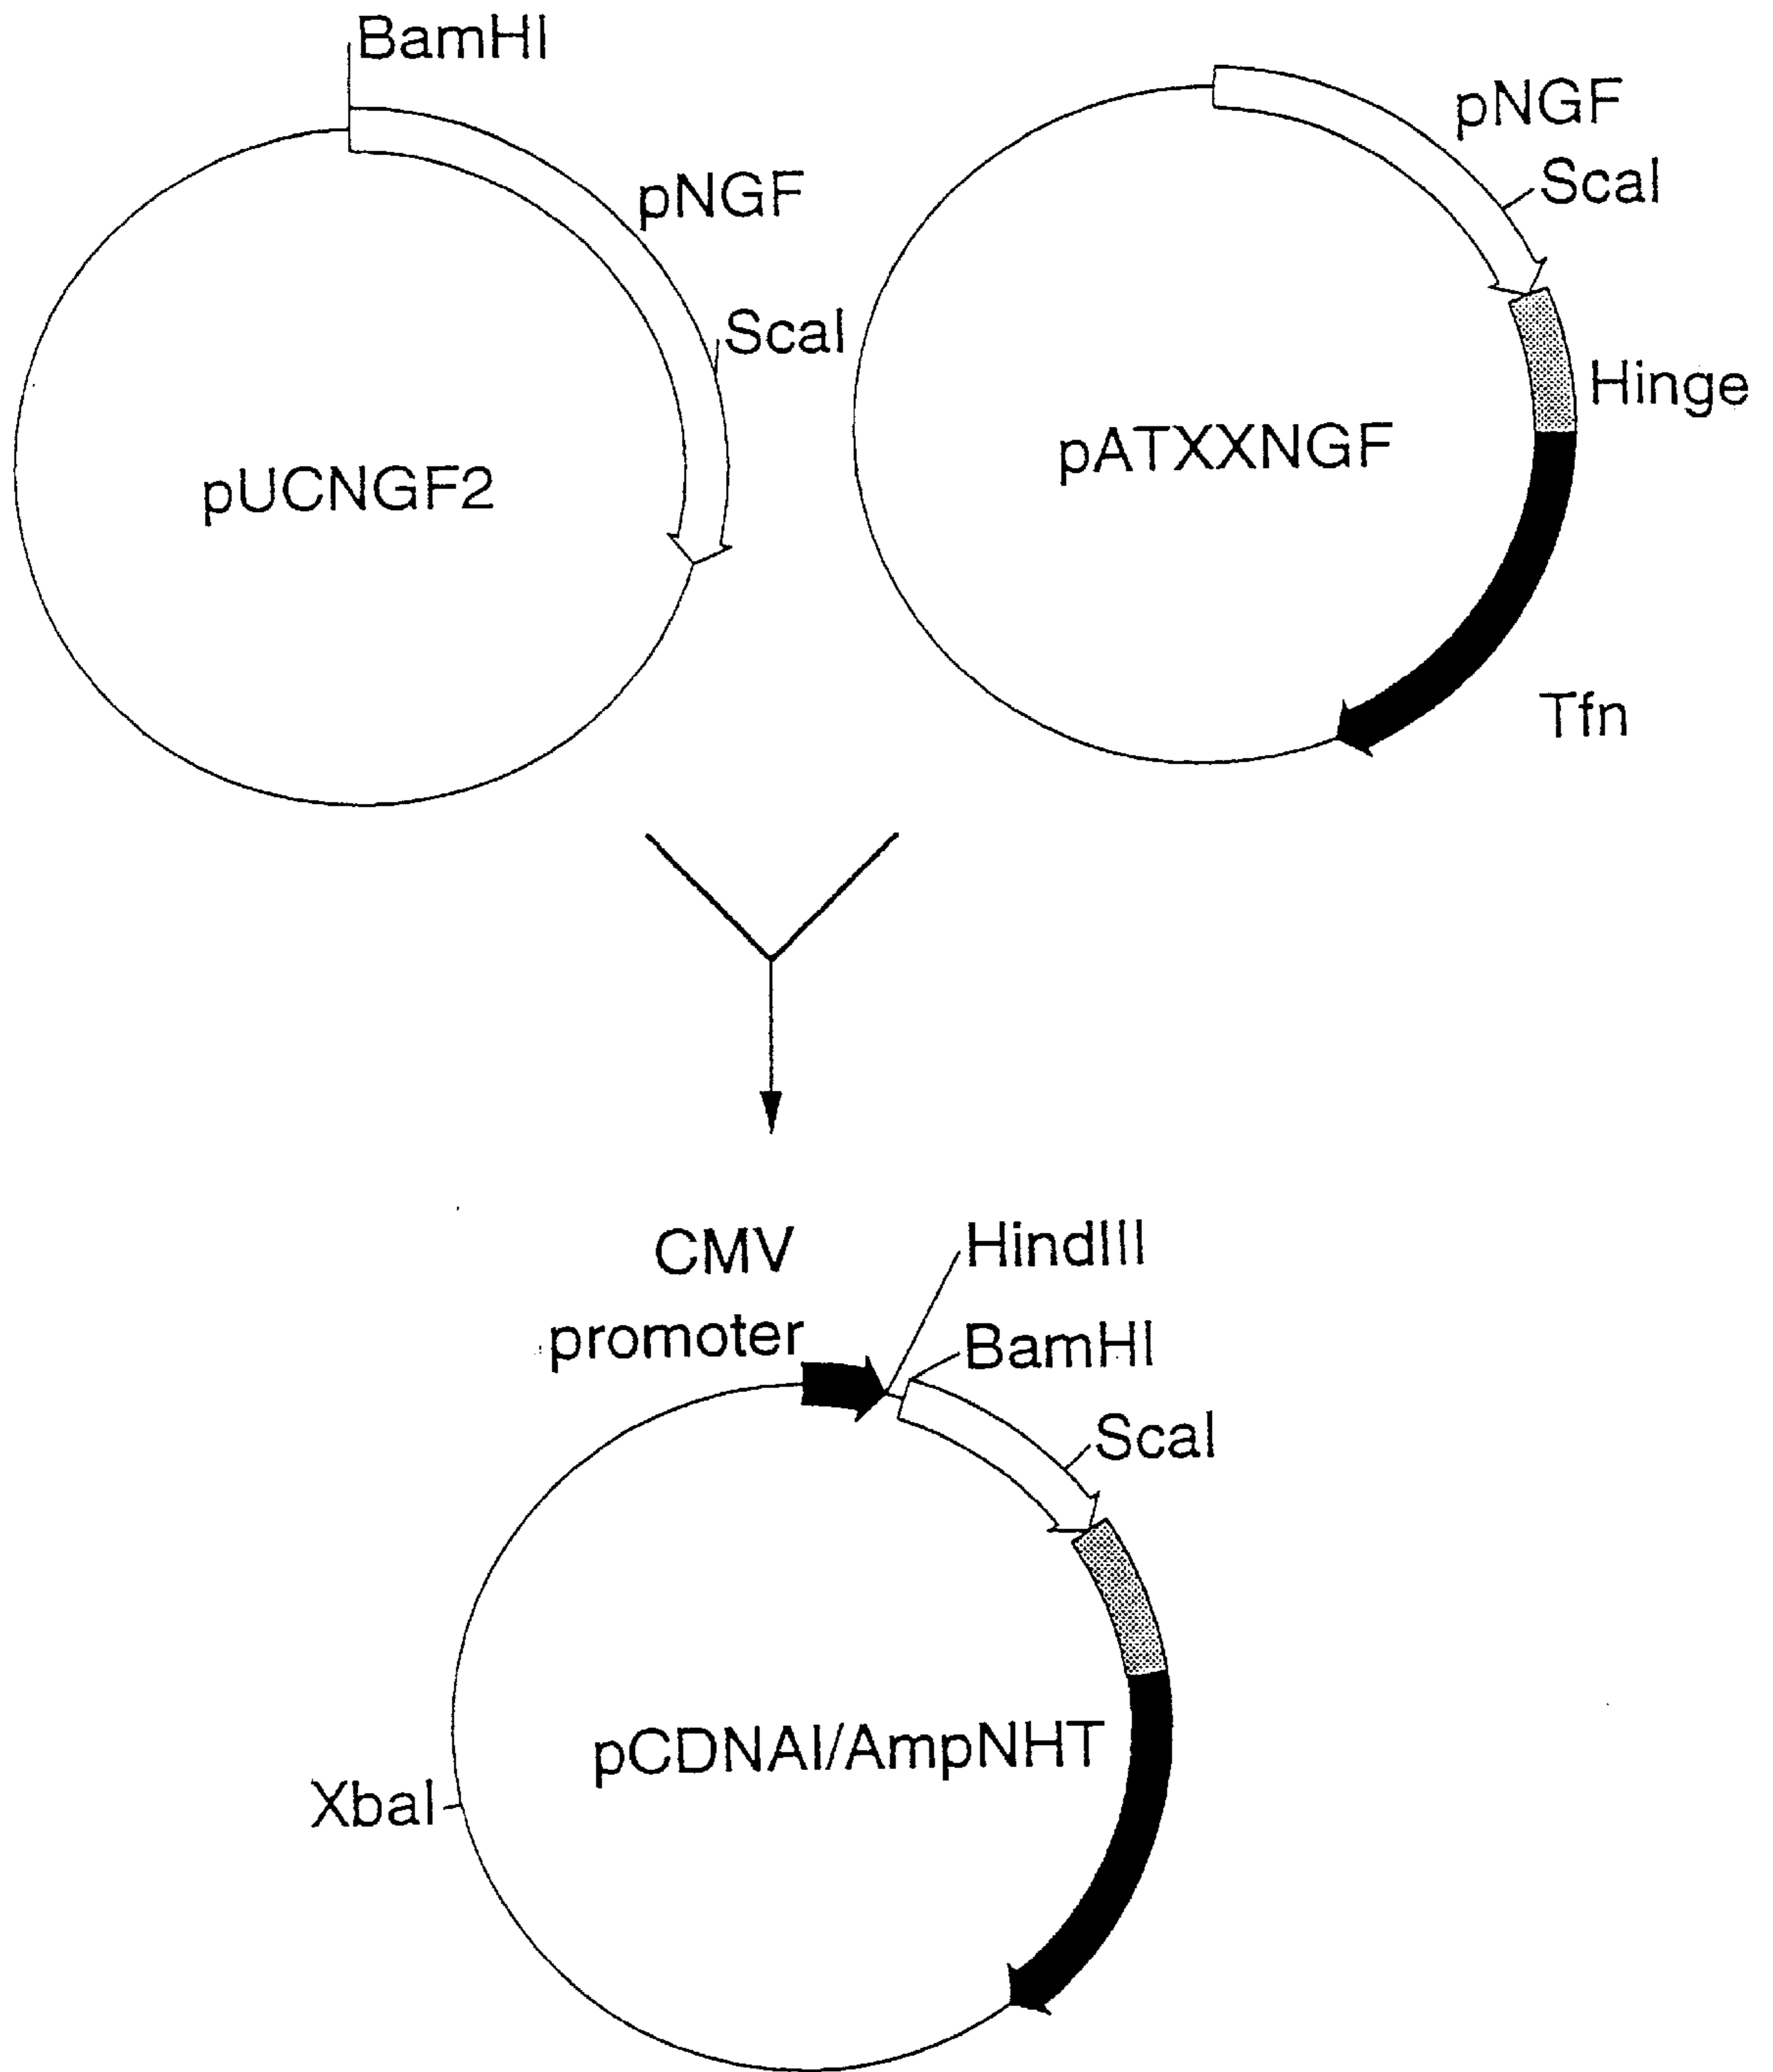 BamHI
pNGF
ScaI
pUCNGF2
pNGF
ScaI
Hinge
pATXXNGF
Tfn
CMV
promoter
HindIII
BamHI
ScaI
pCDNAI/AmpNHT
XbaI